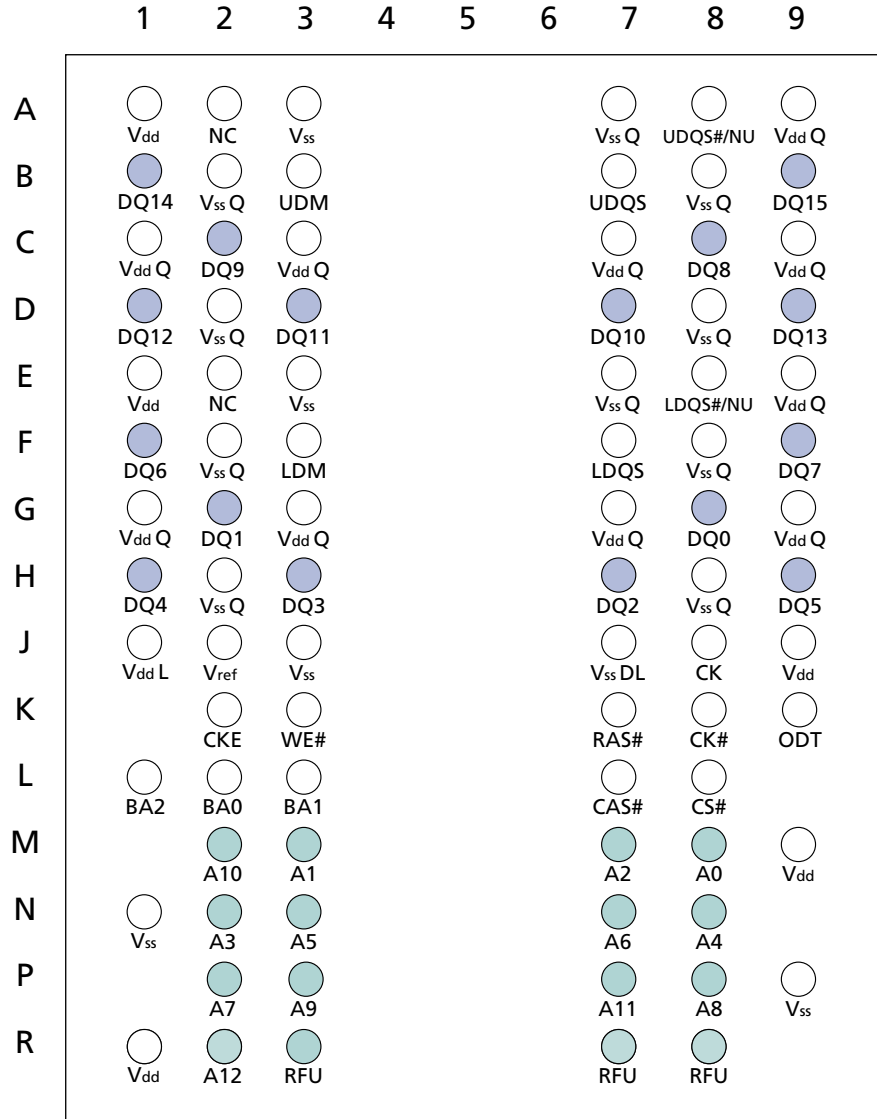 1 2 3 4 5 6 7 8 9
A
Vdd NC Vss VssQ UDQS#/NU VddQ
B
DQ14 VssQ UDM UDQS VssQ DQ15
C
VddQ DQ9 VddQ VddQ DQ8 VddQ
D
DQ12 VssQ DQ11 DQ10 VssQ DQ13
E
Vdd NC Vss VssQ LDQS#/NU VddQ
F
DQ6 VssQ LDM LDQS VssQ DQ7
G
VddQ DQ1 VddQ VddQ DQ0 VddQ
H
DQ4 VssQ DQ3 DQ2 VssQ DQ5
J
VddL Vref Vss VssDL CK Vdd
K
CKE WE# RAS# CK# ODT
L
BA2 BA0 BA1 CAS# CS#
M
A10 A1 A2 A0 Vdd
N
Vss A3 A5 A6 A4
P
A7 A9 A11 A8 Vss
R
Vdd A12 RFU RFU RFU